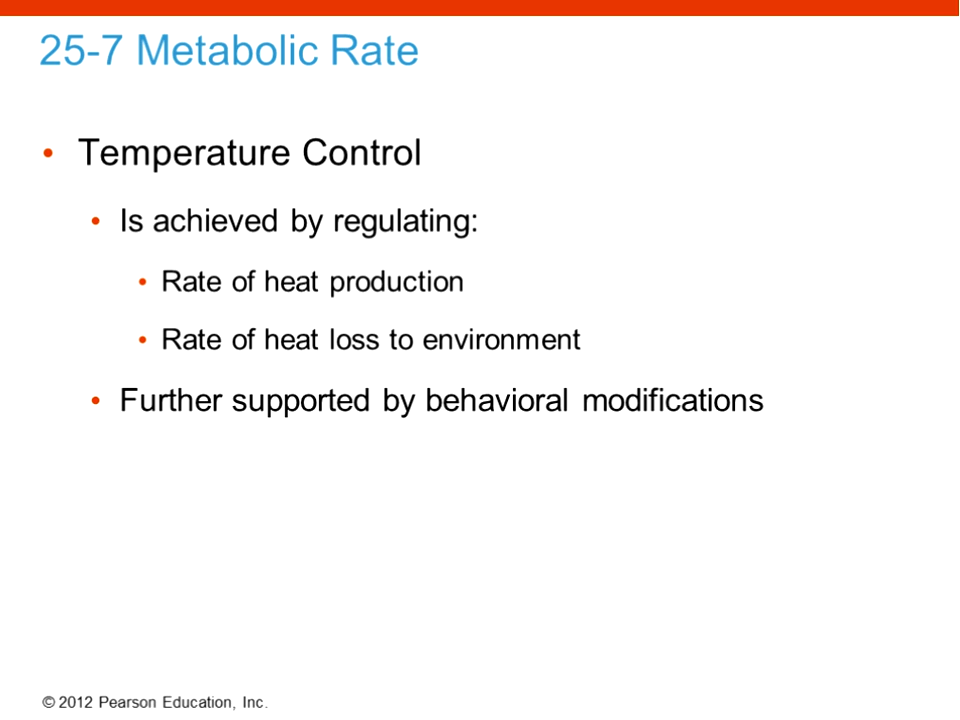 25-7 Metabolic Rate
• Temperature Control
• Is achieved by regulating:
• Rate of heat production
• Rate of heat loss to environment
• Further supported by behavioral modifications
© 2012 Pearson Education, Inc.